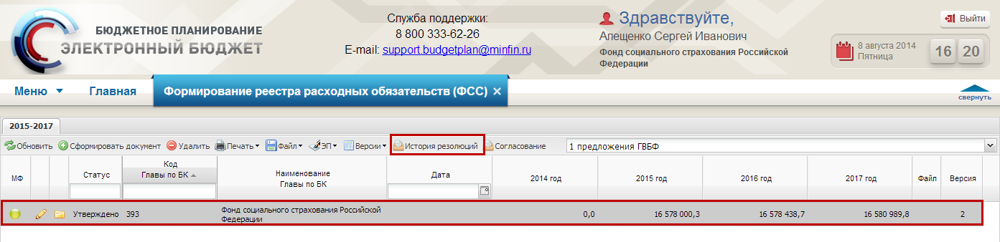 БЮДЖЕТНОЕ ПЛАНИРОВАНИЕ
ЭЛЕКТРОННЫЙ БЮДЖЕТ
Служба поддержки:
8 800 333-62-26
E-mail: support.budgetplan@minfin.ru
Здравствуйте,
Алещенко Сергей Иванович
Фонд социального страхования Российской
Федерации
Выйти
8 августа 2014
Пятница
16 20
Меню Главная Формирование реестра расходных обязательств (ФСС)
свернуть
2015-2017
Обновить Сформировать документ Удалить Печать Файл ЭП Версии История резолюций Согласование 1 предложения ГВБФ
МФ Статус Код Главы по БК Наименование Главы по БК Дата 2014 год 2015 год 2016 год 2017 год Файл Версия
Утверждено 393 Фонд социального страхования Российской Федерации 0,0 16 578 000,3 16 578 438,7 16 580 989,8 2